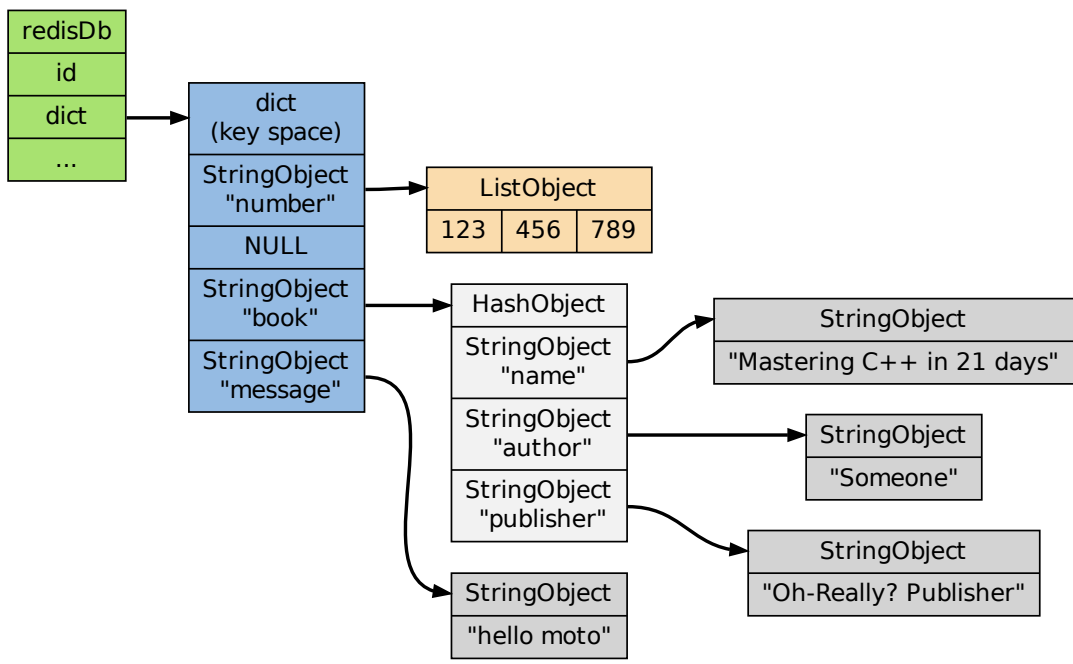 redisDb
id
dict
...
dict
(key space)
StringObject
"number"
NULL
StringObject
"book"
StringObject
"message"
ListObject
123 456 789
HashObject
StringObject
"name"
StringObject
"author"
StringObject
"publisher"
StringObject
"Mastering C++ in 21 days"
StringObject
"Someone"
StringObject
"Oh-Really? Publisher"
StringObject
"hello moto"